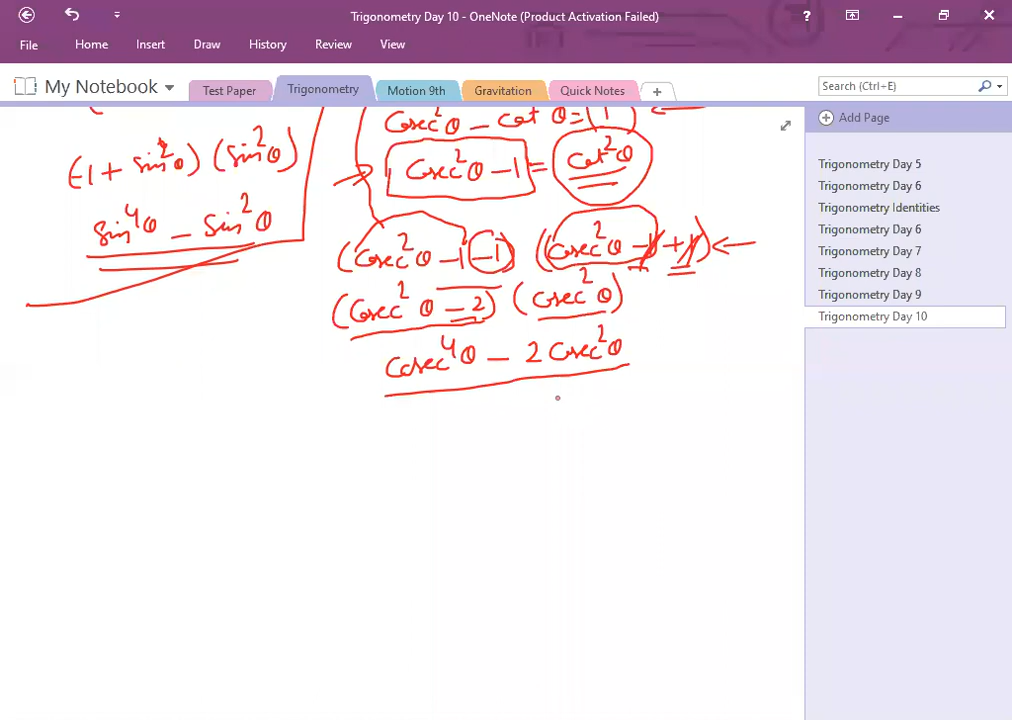 Trigonometry Day 10 - OneNote (Product Activation Failed)
?
File Home Insert Draw History Review View
My Notebook
Test Paper Trigonometry Motion 9th Gravitation Quick Notes +
Search (Ctrl+E)
Add Page
Trigonometry Day 5
Trigonometry Day 6
Trigonometry Identities
Trigonometry Day 6
Trigonometry Day 7
Trigonometry Day 8
Trigonometry Day 9
Trigonometry Day 10
(1 + sin²θ) (sin²θ)
sin⁴θ - sin²θ
Cosec²θ - cot θ = 1
Cosec²θ - 1 = cot²θ
(Cosec²θ - 1 - 1) (Cosec²θ - 1 + 1)
(Cosec²θ - 2) (Cosec²θ)
Cosec⁴θ - 2 Cosec²θ